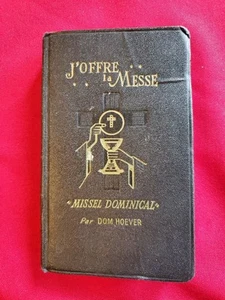 J'OFFRE
la MESSE
"MISSEL DOMINICAL"
Par DOM HOEVER